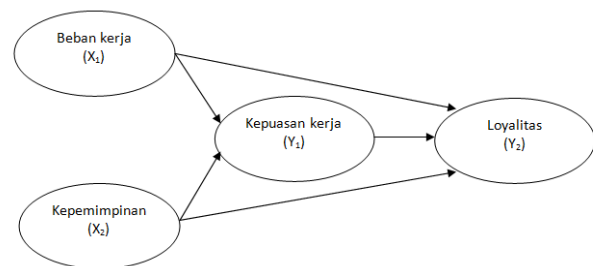 Beban kerja
(X₁)
Kepuasan kerja
(Y₁)
Loyalitas
(Y₂)
Kepemimpinan
(X₂)